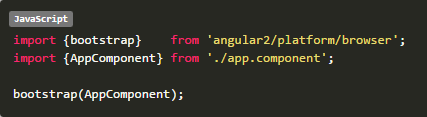 JavaScript
import {bootstrap}    from 'angular2/platform/browser';
import {AppComponent} from './app.component';
bootstrap(AppComponent);